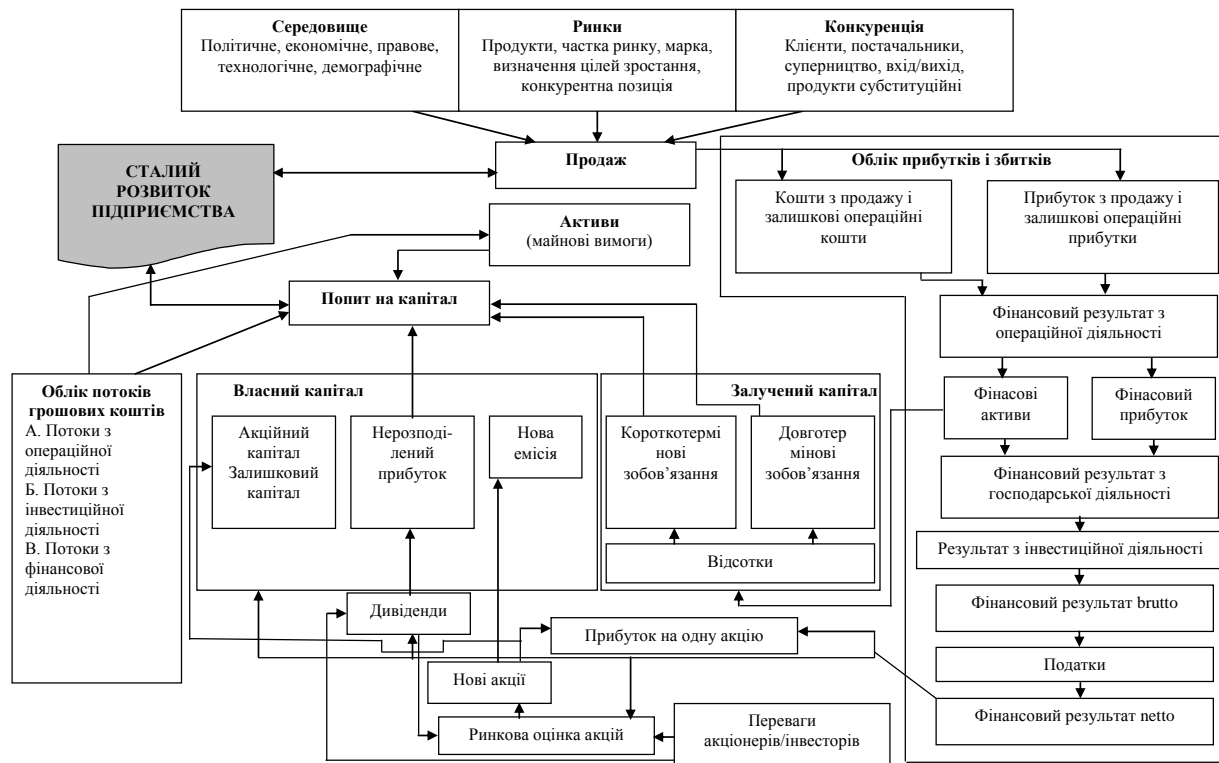 Середовище
Політичне, економічне, правове,
технологічне, демографічне
Ринки
Продукти, частка ринку, марка,
визначення цілей зростання,
конкурентна позиція
Конкуренція
Клієнти, постачальники,
суперництво, вхід/вихід,
продукти субституційні
СТАЛИЙ
РОЗВИТОК
ПІДПРИЄМСТВА
Продаж
Облік прибутків і збитків
Кошти з продажу і
залишкові операційні
кошти
Прибуток з продажу і
залишкові операційні
прибутки
Активи
(майнові вимоги)
Попит на капітал
Фінансовий результат з
операційної діяльності
Облік потоків
грошових коштів
А. Потоки з
операційної
діяльності
Б. Потоки з
інвестиційної
діяльності
В. Потоки з
фінансової
діяльності
Власний капітал
Акційний
капітал
Залишковий
капітал
Нерозподі-
лений
прибуток
Нова
емісія
Залучений капітал
Короткотермі
нові
зобов’язання
Довготер
мінові
зобов’язання
Відсотки
Фінасові
активи
Фінасовий
прибуток
Фінансовий результат з
господарської діяльності
Результат з інвестиційної діяльності
Фінансовий результат brutto
Податки
Фінансовий результат netto
Дивіденди
Прибуток на одну акцію
Нові акції
Ринкова оцінка акцій
Переваги
акціонерів/інвесторів